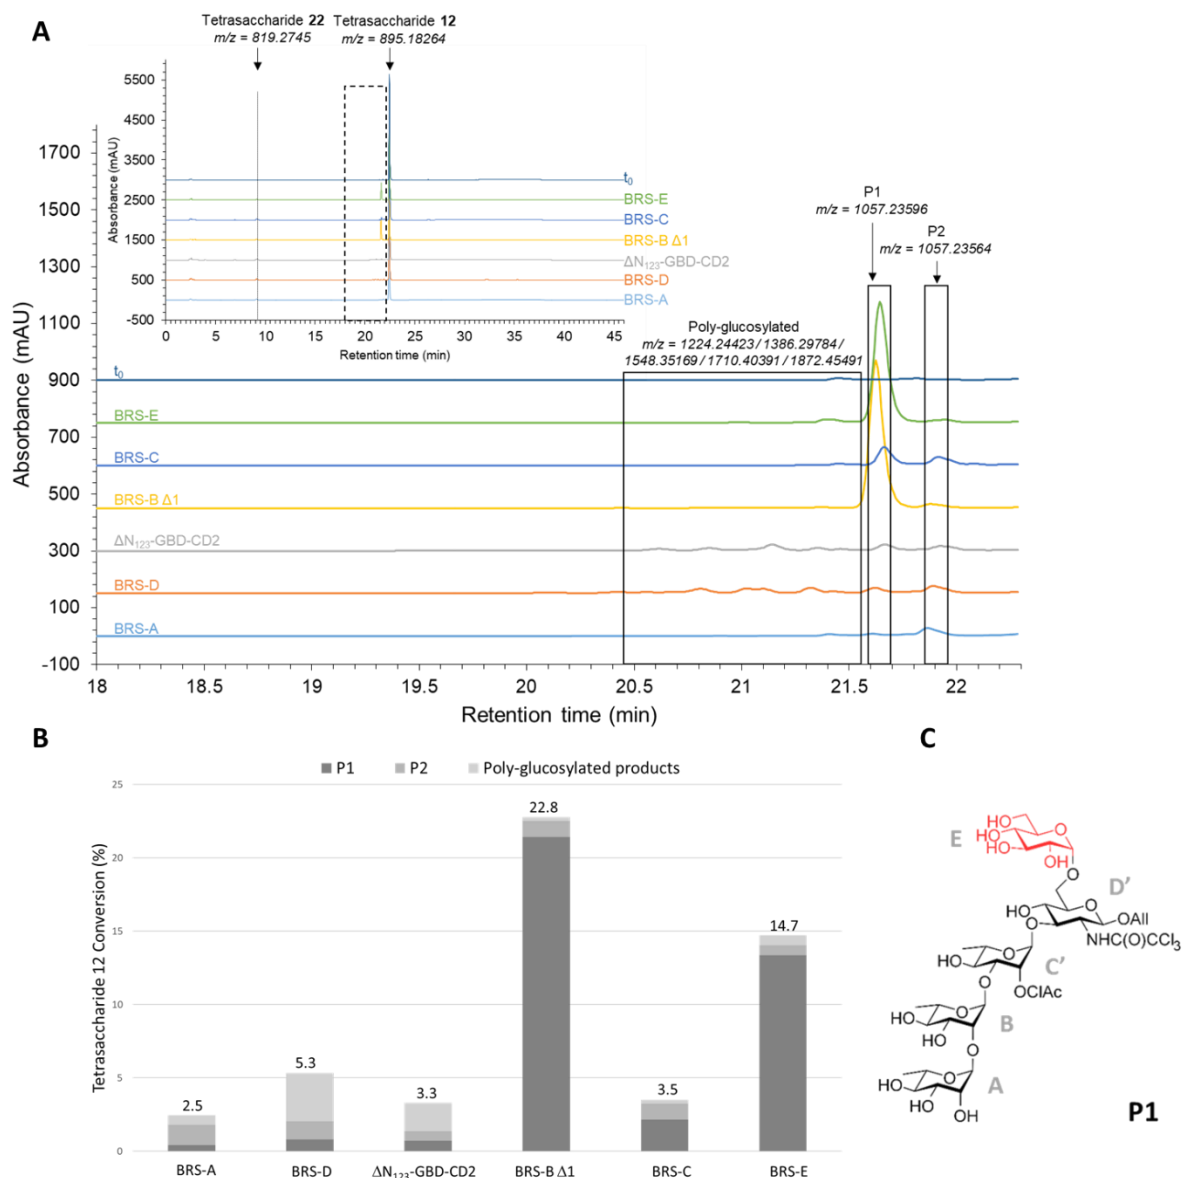 A
Tetrasaccharide 22
m/z = 819.2745
Tetrasaccharide 12
m/z = 895.18264
5500
4500
3500
2500
1500
500
-500
Absorbance (mAU)
0 5 10 15 20 25 30 35 40 45
Retention time (min)
t0
BRS-E
BRS-C
BRS-B Δ1
ΔN123-GBD-CD2
BRS-D
BRS-A
P1
m/z = 1057.23596
P2
m/z = 1057.23564
Poly-glucosylated
m/z = 1224.24423 / 1386.29784 /
1548.35169 / 1710.40391 / 1872.45491
1700
1500
1300
1100
900
700
500
300
100
-100
Absorbance (mAU)
t0
BRS-E
BRS-C
BRS-B Δ1
ΔN123-GBD-CD2
BRS-D
BRS-A
18 18.5 19 19.5 20 20.5 21 21.5 22
Retention time (min)
B
P1 P2 Poly-glucosylated products
Tetrasaccharide 12 Conversion (%)
25
20
15
10
5
0
2.5
5.3
3.3
22.8
3.5
14.7
BRS-A BRS-D ΔN123-GBD-CD2 BRS-B Δ1 BRS-C BRS-E
C
E
HO
HO
HO
OH
O
O
D'
HO
O
O
OAll
NHC(O)CCl3
O
C'
HO
O
OClAc
O
B
HO
HO
O
O
A
HO
HO
OH
P1